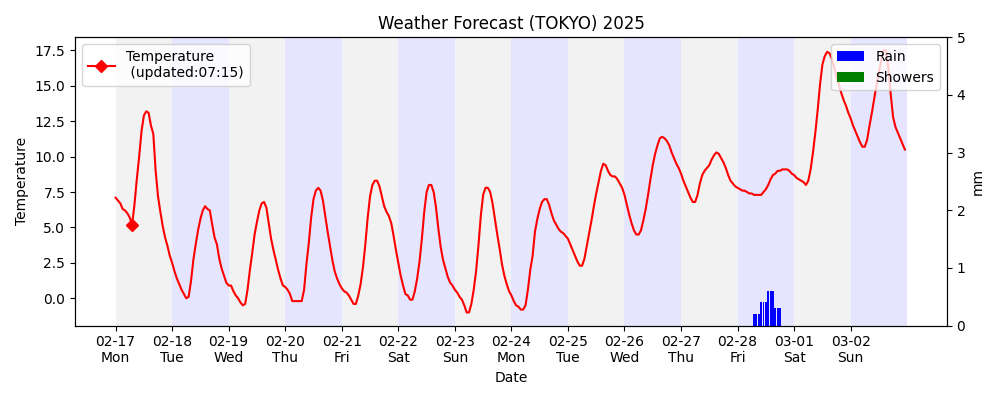 Weather Forecast (TOKYO) 2025
Temperature
(updated:07:15)
Rain
Showers
Temperature
17.5
15.0
12.5
10.0
7.5
5.0
2.5
0.0
5
4
3
2
1
0
mm
02-17 02-18 02-19 02-20 02-21 02-22 02-23 02-24 02-25 02-26 02-27 02-28 03-01 03-02
Mon Tue Wed Thu Fri Sat Sun Mon Tue Wed Thu Fri Sat Sun
Date